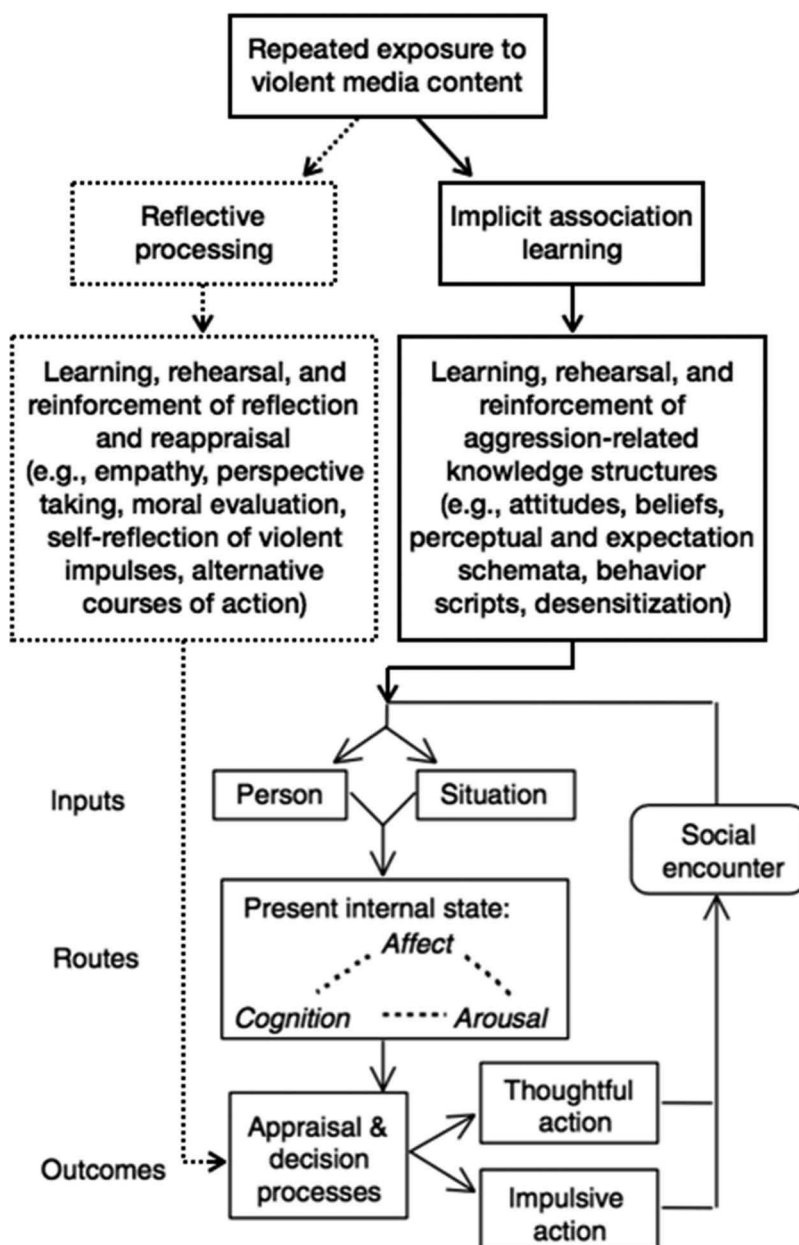 Repeated exposure to
violent media content
Reflective
processing
Implicit association
learning
Learning, rehearsal, and
reinforcement of reflection
and reappraisal
(e.g., empathy, perspective
taking, moral evaluation,
self-reflection of violent
impulses, alternative
courses of action)
Learning, rehearsal, and
reinforcement of
aggression-related
knowledge structures
(e.g., attitudes, beliefs,
perceptual and expectation
schemata, behavior
scripts, desensitization)
Inputs
Person
Situation
Social
encounter
Routes
Present internal state:
Affect
Cognition
Arousal
Outcomes
Appraisal &
decision
processes
Thoughtful
action
Impulsive
action